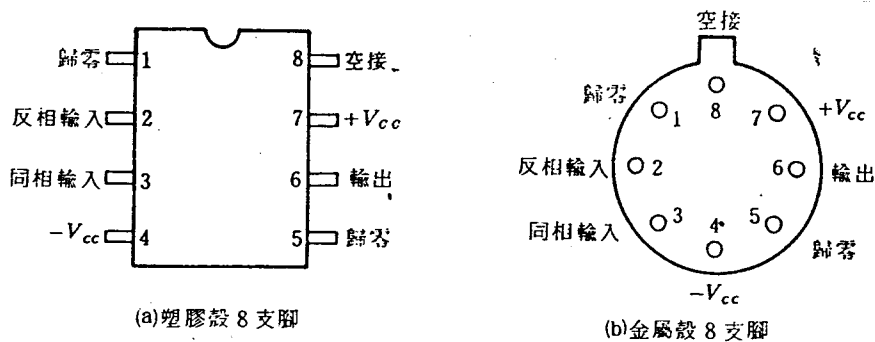 歸零 1
反相輸入 2
同相輸入 3
−Vcc 4
8 空接
7 +Vcc
6 輸出
5 歸零
(a)塑膠殼 8 支腳
空接
8
歸零 1
7 +Vcc
反相輸入 2
6 輸出
同相輸入 3
4
5 歸零
−Vcc
(b)金屬殼 8 支腳